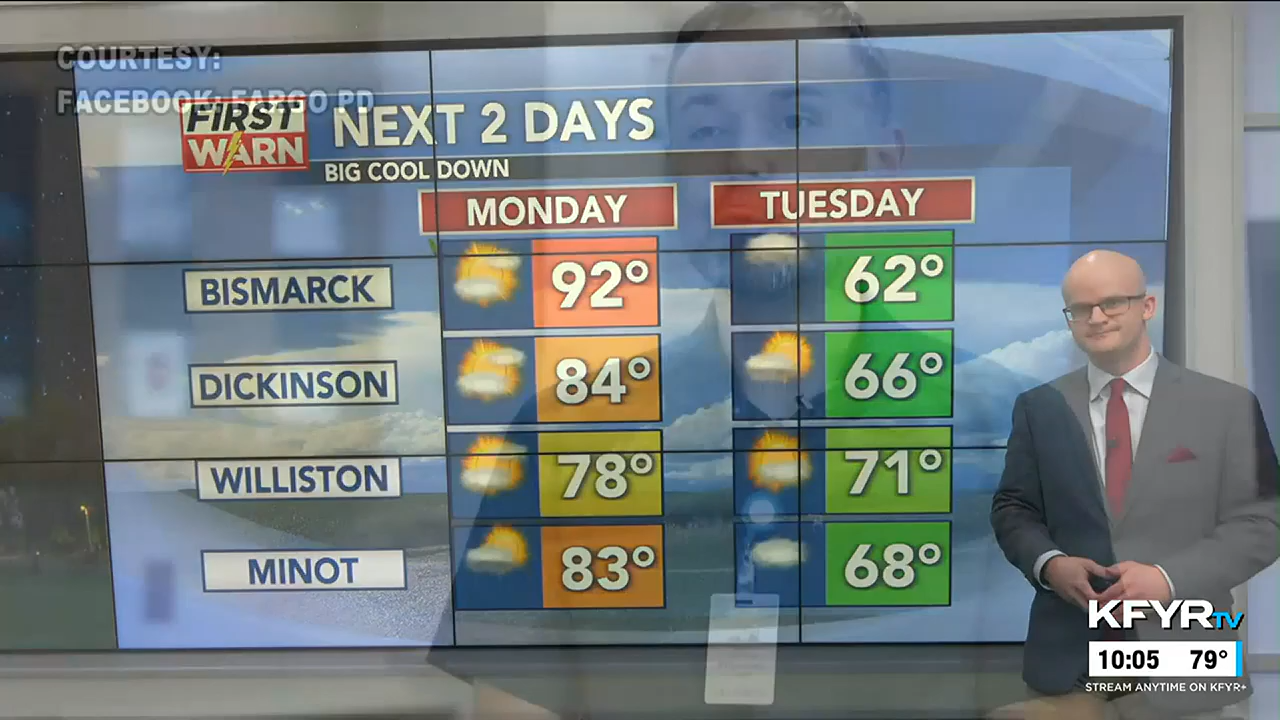 COURTESY:
FACEBOOK: FARGO PD
FIRST
WARN
NEXT 2 DAYS
BIG COOL DOWN
MONDAY TUESDAY
BISMARCK 92° 62°
DICKINSON 84° 66°
WILLISTON 78° 71°
MINOT 83° 68°
KFYRTV
10:05 79°
STREAM ANYTIME ON KFYR+